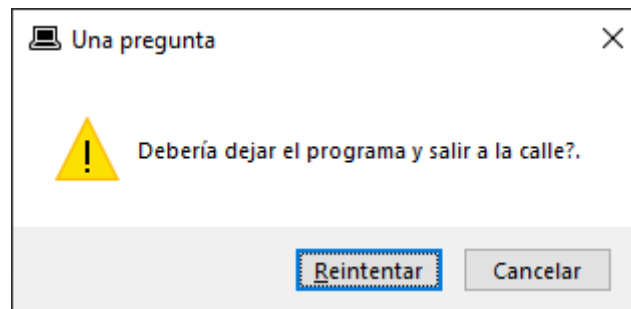 Una pregunta
Debería dejar el programa y salir a la calle?.
Reintentar Cancelar